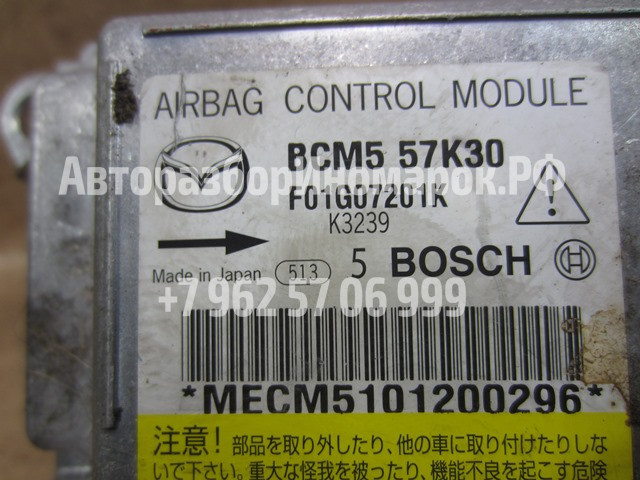 AIRBAG CONTROL MODULE
BCM5 57K30
АвторазборИномарок.РФ
F01G07201K
K3239
5 BOSCH
Made in Japan 513
+7 962 57 06 999
*MECM5101200296*
注意! 部品を取り外したり、他の車に取り付けたりしな
いで下さい。重大な怪我を被ったり、機能不良を起こす危険